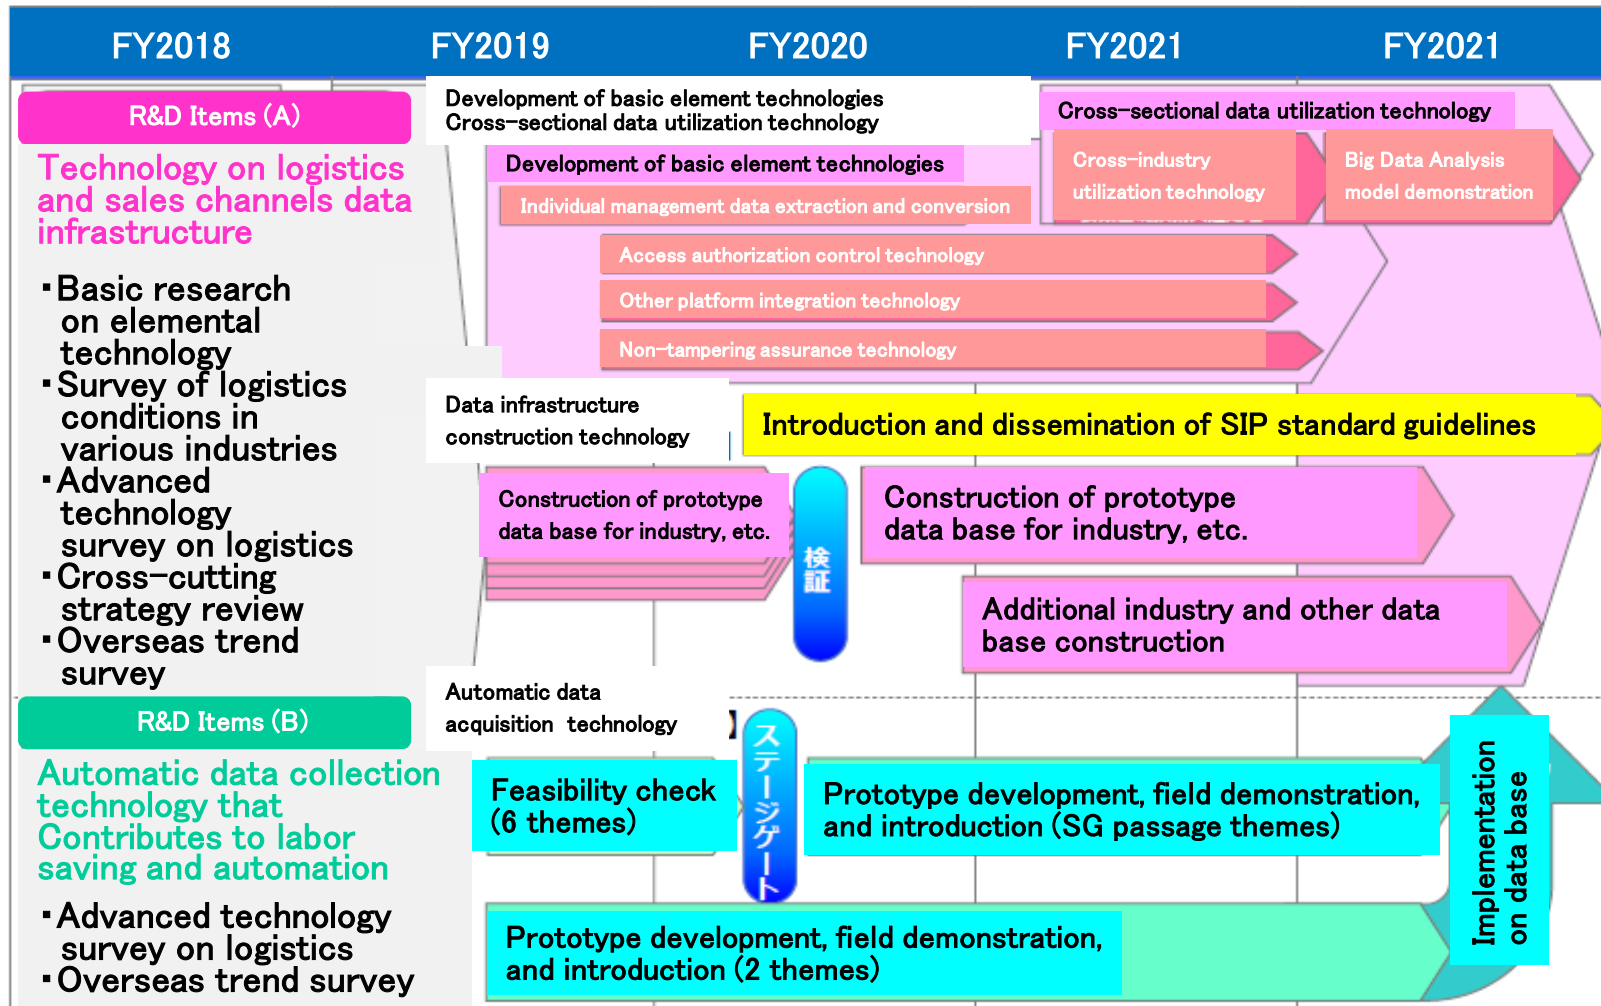 FY2018
FY2019
FY2020
FY2021
FY2021
R&D Items (A)
Technology on logistics
and sales channels data
infrastructure
・Basic research
on elemental
technology
・Survey of logistics
conditions in
various industries
・Advanced
technology
survey on logistics
・Cross-cutting
strategy review
・Overseas trend
survey
Development of basic element technologies
Cross-sectional data utilization technology
Development of basic element technologies
Individual management data extraction and conversion
Access authorization control technology
Other platform integration technology
Non-tampering assurance technology
Cross-sectional data utilization technology
Cross-industry
utilization technology
Big Data Analysis
model demonstration
Data infrastructure
construction technology
Introduction and dissemination of SIP standard guidelines
Construction of prototype
data base for industry, etc.
検証
Construction of prototype
data base for industry, etc.
Additional industry and other data
base construction
R&D Items (B)
Automatic data collection
technology that
Contributes to labor
saving and automation
・Advanced technology
survey on logistics
・Overseas trend survey
Automatic data
acquisition technology
Feasibility check
(6 themes)
ステージゲート
Prototype development, field demonstration,
and introduction (SG passage themes)
Prototype development, field demonstration,
and introduction (2 themes)
Implementation
on data base